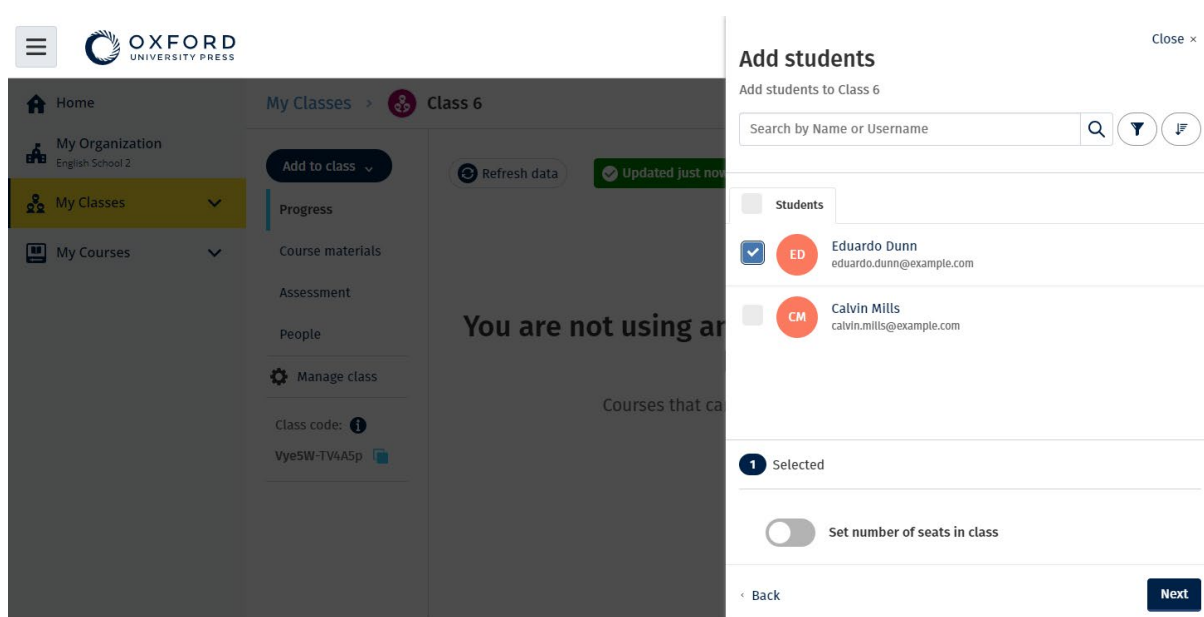 OXFORD
UNIVERSITY PRESS
Home
My Organization
English School 2
My Classes
My Courses
My Classes > Class 6
Add to class
Progress
Course materials
Assessment
People
Manage class
Class code:
Vye5W-TV4A5p
Refresh data
Updated just now
You are not using
Courses that
Close ×
Add students
Add students to Class 6
Search by Name or Username
Students
ED
Eduardo Dunn
eduardo.dunn@example.com
CM
Calvin Mills
calvin.mills@example.com
1 Selected
Set number of seats in class
‹ Back
Next